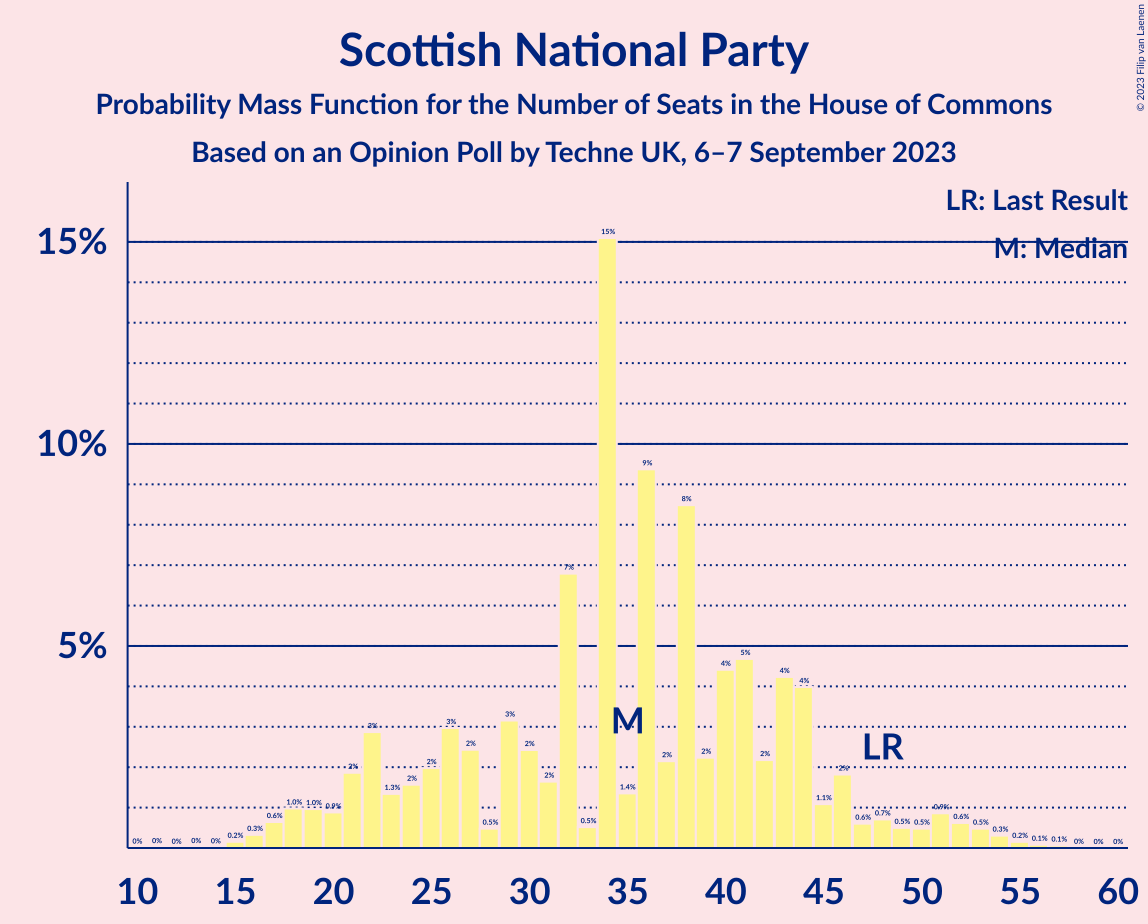 Scottish National Party
Probability Mass Function for the Number of Seats in the House of Commons
Based on an Opinion Poll by Techne UK, 6–7 September 2023
© 2023 Filip van Laenen
LR: Last Result
M: Median
15%
10%
5%
0% 0% 0% 0% 0% 0.2% 0.3% 0.6% 1.0% 1.0% 0.9% 2% 3% 1.3% 2% 2% 3% 2% 0.5% 3% 2% 2% 7% 0.5% 15% 1.4% 9% 2% 8% 2% 4% 5% 2% 4% 4% 1.1% 2% 0.6% 0.7% 0.5% 0.5% 0.9% 0.6% 0.5% 0.3% 0.2% 0.1% 0.1% 0% 0% 0%
M
LR
10 15 20 25 30 35 40 45 50 55 60